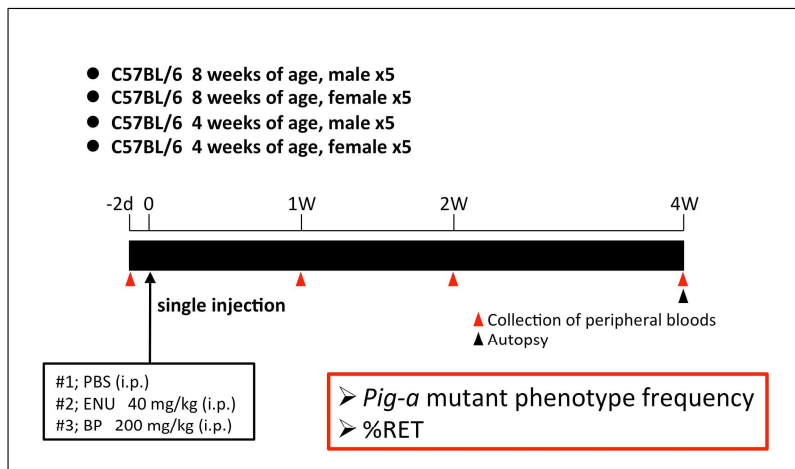 ● C57BL/6 8 weeks of age, male x5
● C57BL/6 8 weeks of age, female x5
● C57BL/6 4 weeks of age, male x5
● C57BL/6 4 weeks of age, female x5
-2d 0 1W 2W 4W
single injection
▲ Collection of peripheral bloods
▲ Autopsy
#1; PBS (i.p.)
#2; ENU 40 mg/kg (i.p.)
#3; BP 200 mg/kg (i.p.)
➢ Pig-a mutant phenotype frequency
➢ %RET